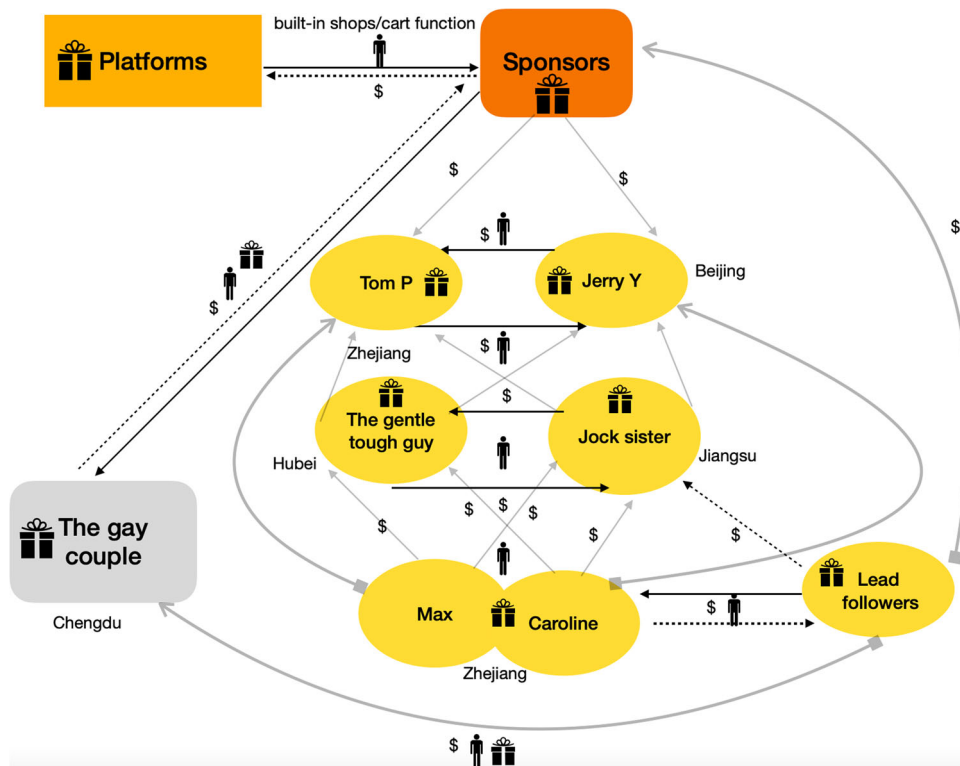 built-in shops/cart function
Platforms
Sponsors
$
$
$
$
$
$
Tom P
Jerry Y
Beijing
$
Zhejiang
$
The gentle
tough guy
Jock sister
Hubei
Jiangsu
$
$
$
$
$
$
$
The gay
couple
Chengdu
Max
Caroline
Lead
followers
$
Zhejiang
$